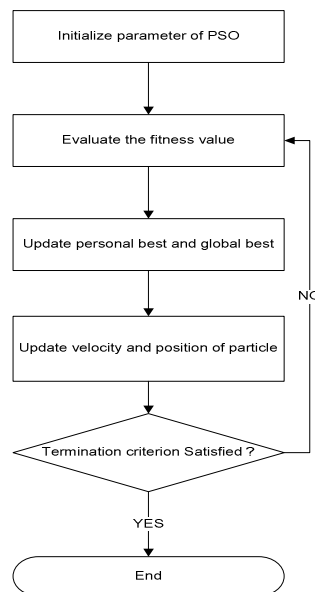 Initialize parameter of PSO
Evaluate the fitness value
Update personal best and global best
NO
Update velocity and position of particle
Termination criterion Satisfied？
YES
End